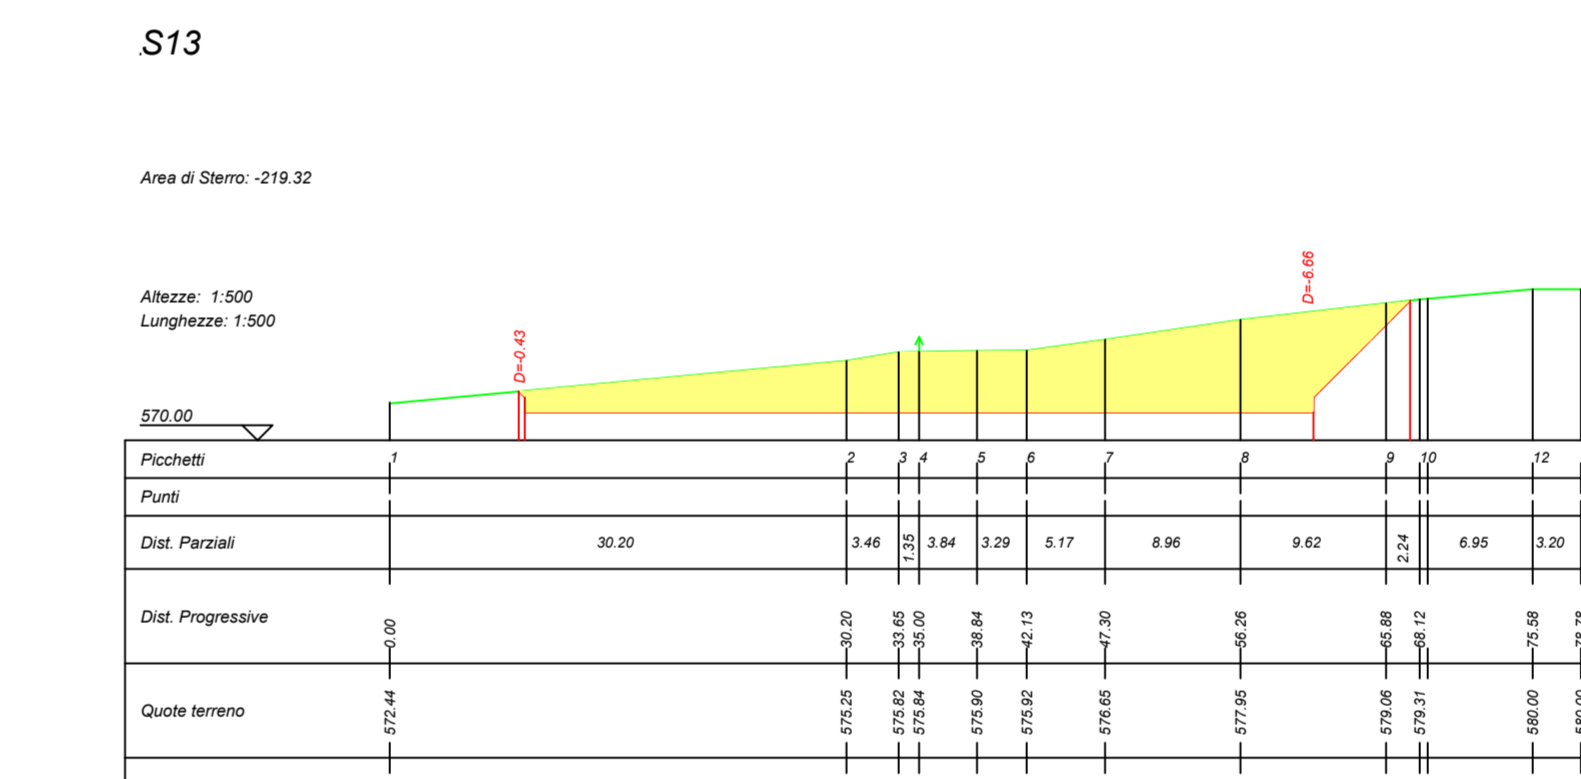 .S13
Area di Sterro: -219.32
Altezze: 1:500
Lunghezze: 1:500
D=-0.43
D=-6.66
570.00
Picchetti 1 2 3 4 5 6 7 8 9 10 12
Punti
Dist. Parziali 30.20 3.46 1.35 3.84 3.29 5.17 8.96 9.62 2.24 6.95 3.20
Dist. Progressive 0.00 30.20 33.65 35.00 38.84 42.13 47.30 56.26 65.88 68.12 75.58 78.78
Quote terreno 572.44 575.25 575.82 575.84 575.90 575.92 576.65 577.95 579.06 579.31 580.00 580.00